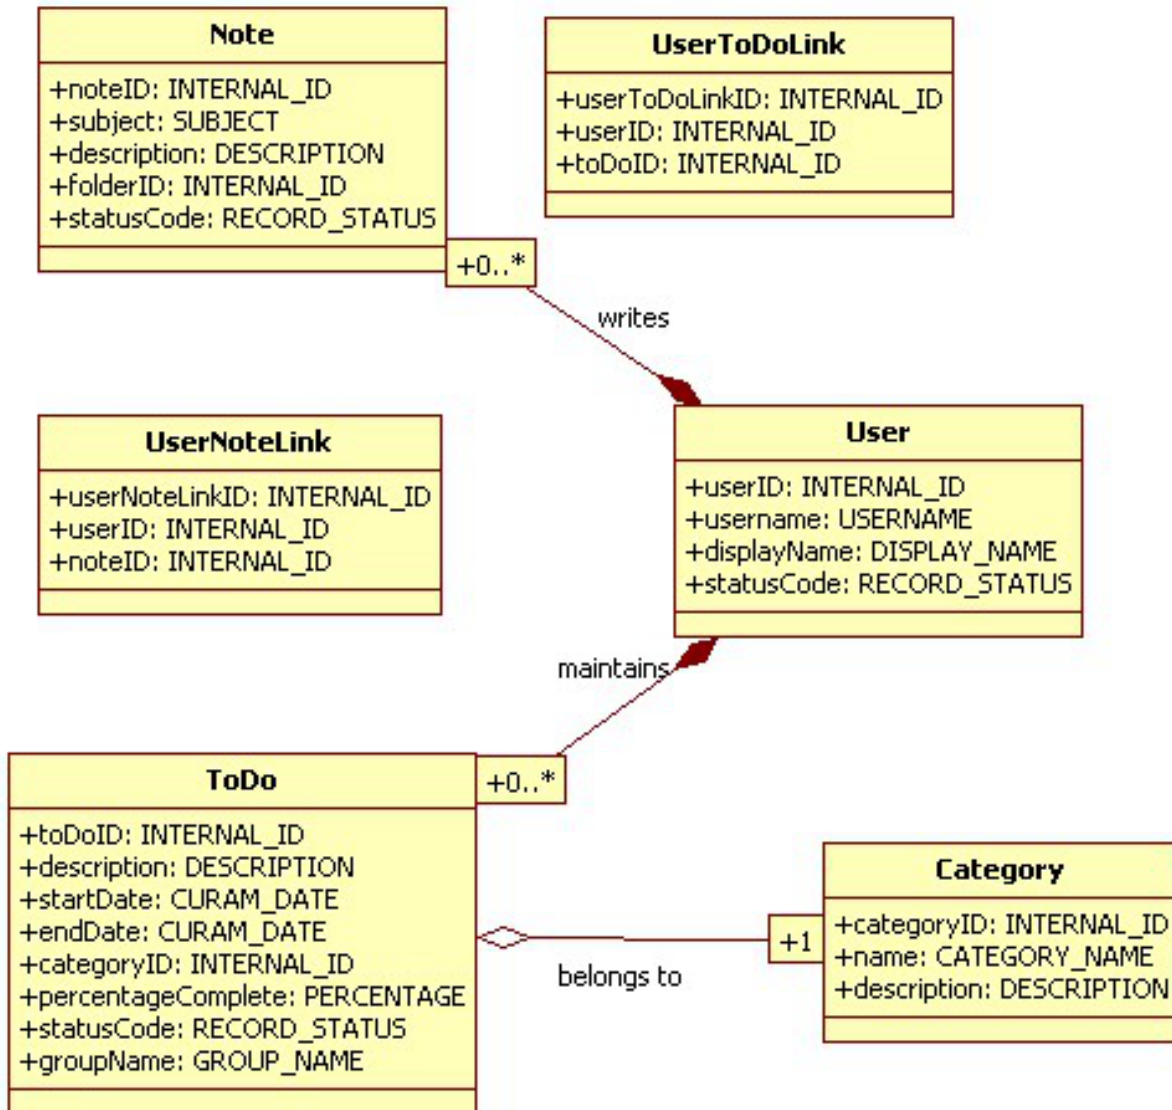 Note
+noteID: INTERNAL_ID
+subject: SUBJECT
+description: DESCRIPTION
+folderID: INTERNAL_ID
+statusCode: RECORD_STATUS
UserToDoLink
+userToDoLinkID: INTERNAL_ID
+userID: INTERNAL_ID
+toDoID: INTERNAL_ID
+0..*
writes
UserNoteLink
+userNoteLinkID: INTERNAL_ID
+userID: INTERNAL_ID
+noteID: INTERNAL_ID
User
+userID: INTERNAL_ID
+username: USERNAME
+displayName: DISPLAY_NAME
+statusCode: RECORD_STATUS
maintains
+0..*
ToDo
+toDoID: INTERNAL_ID
+description: DESCRIPTION
+startDate: CURAM_DATE
+endDate: CURAM_DATE
+categoryID: INTERNAL_ID
+percentageComplete: PERCENTAGE
+statusCode: RECORD_STATUS
+groupName: GROUP_NAME
belongs to
+1
Category
+categoryID: INTERNAL_ID
+name: CATEGORY_NAME
+description: DESCRIPTION